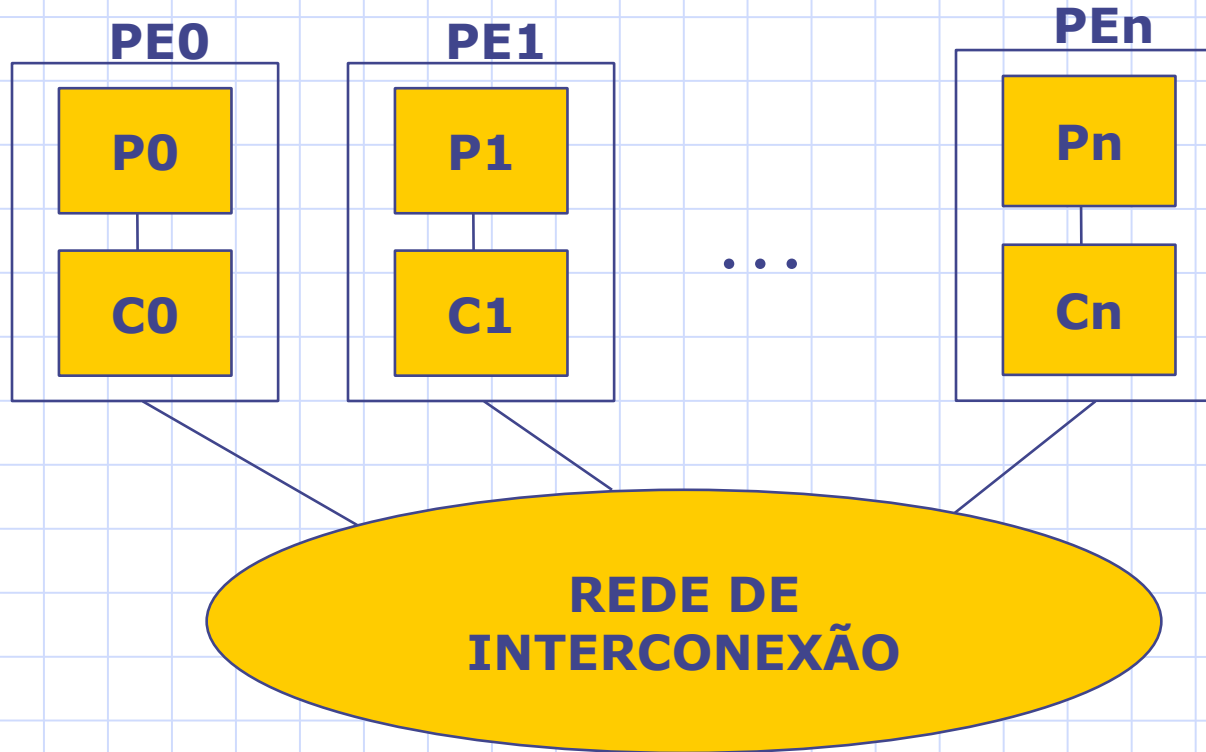 PE0
PE1
PEn
P0
P1
Pn
...
C0
C1
Cn
REDE DE
INTERCONEXÃO